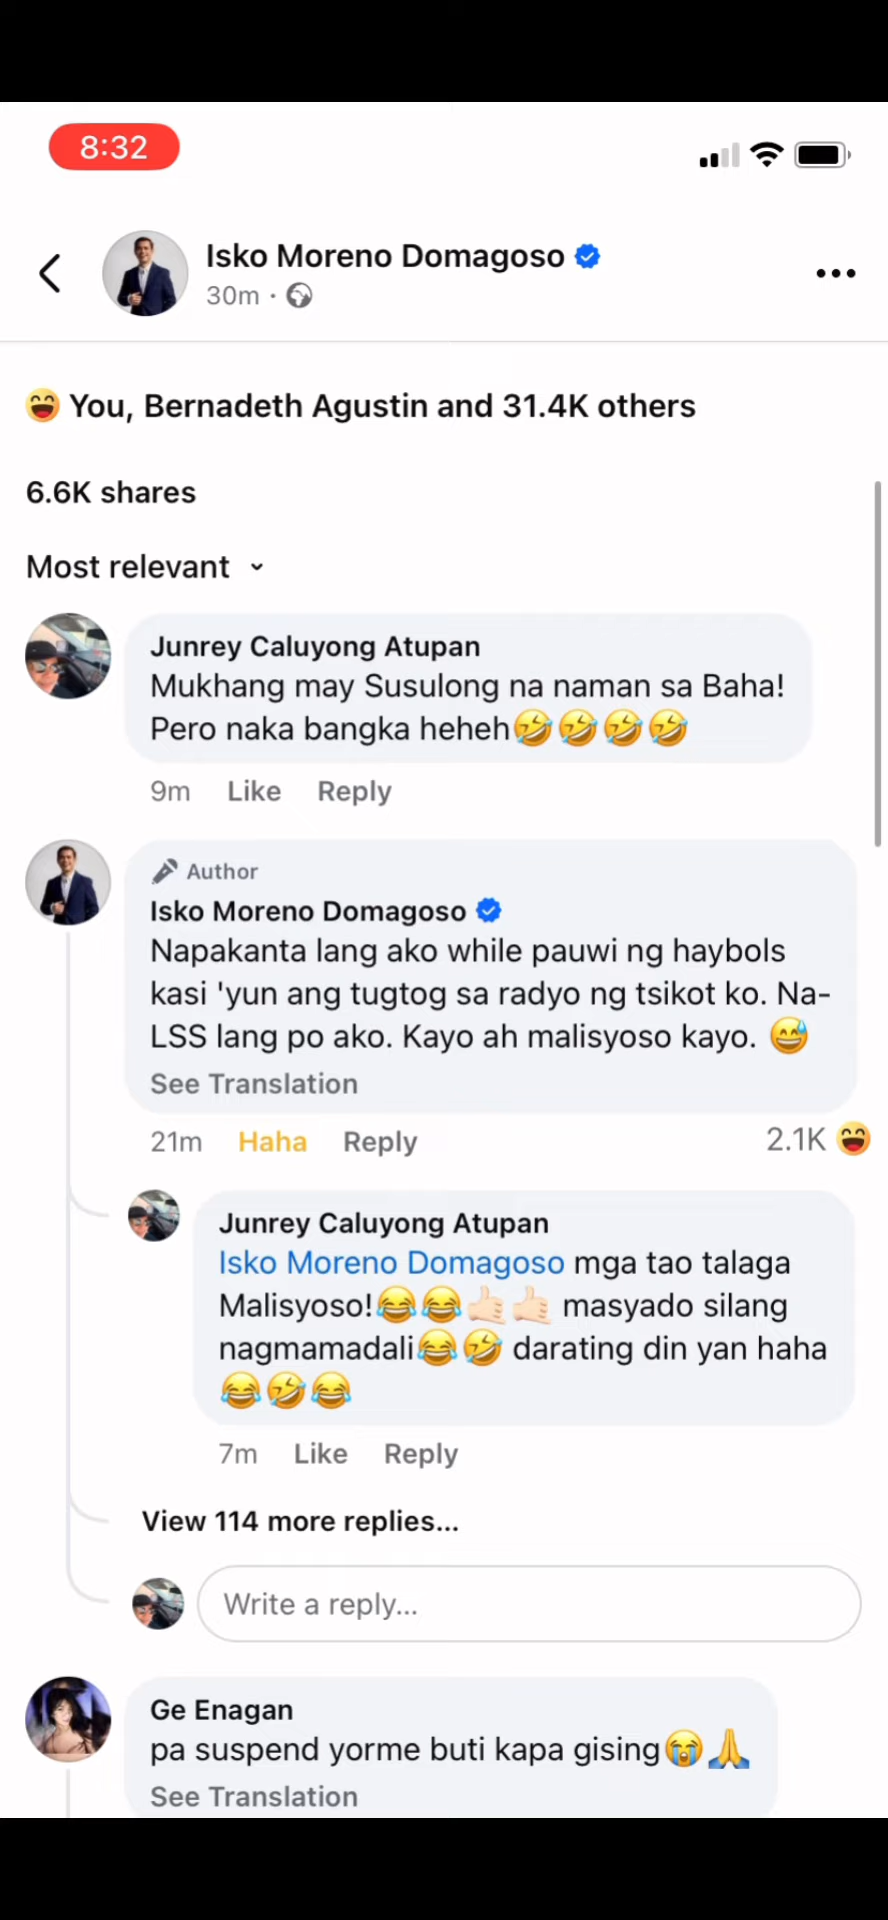 8:32
Isko Moreno Domagoso
30m ·
😄 You, Bernadeth Agustin and 31.4K others
6.6K shares
Most relevant
Junrey Caluyong Atupan
Mukhang may Susulong na naman sa Baha!
Pero naka bangka heheh🤣🤣🤣🤣
9m Like Reply
Author
Isko Moreno Domagoso
Napakanta lang ako while pauwi ng haybols
kasi 'yun ang tugtog sa radyo ng tsikot ko. Na-
LSS lang po ako. Kayo ah malisyoso kayo. 😅
See Translation
21m Haha Reply 2.1K 😄
Junrey Caluyong Atupan
Isko Moreno Domagoso mga tao talaga
Malisyoso!😂😂🤙🏻🤙🏻 masyado silang
nagmamadali😂🤣 darating din yan haha
😂🤣😂
7m Like Reply
View 114 more replies...
Write a reply...
Ge Enagan
pa suspend yorme buti kapa gising😭🙏
See Translation